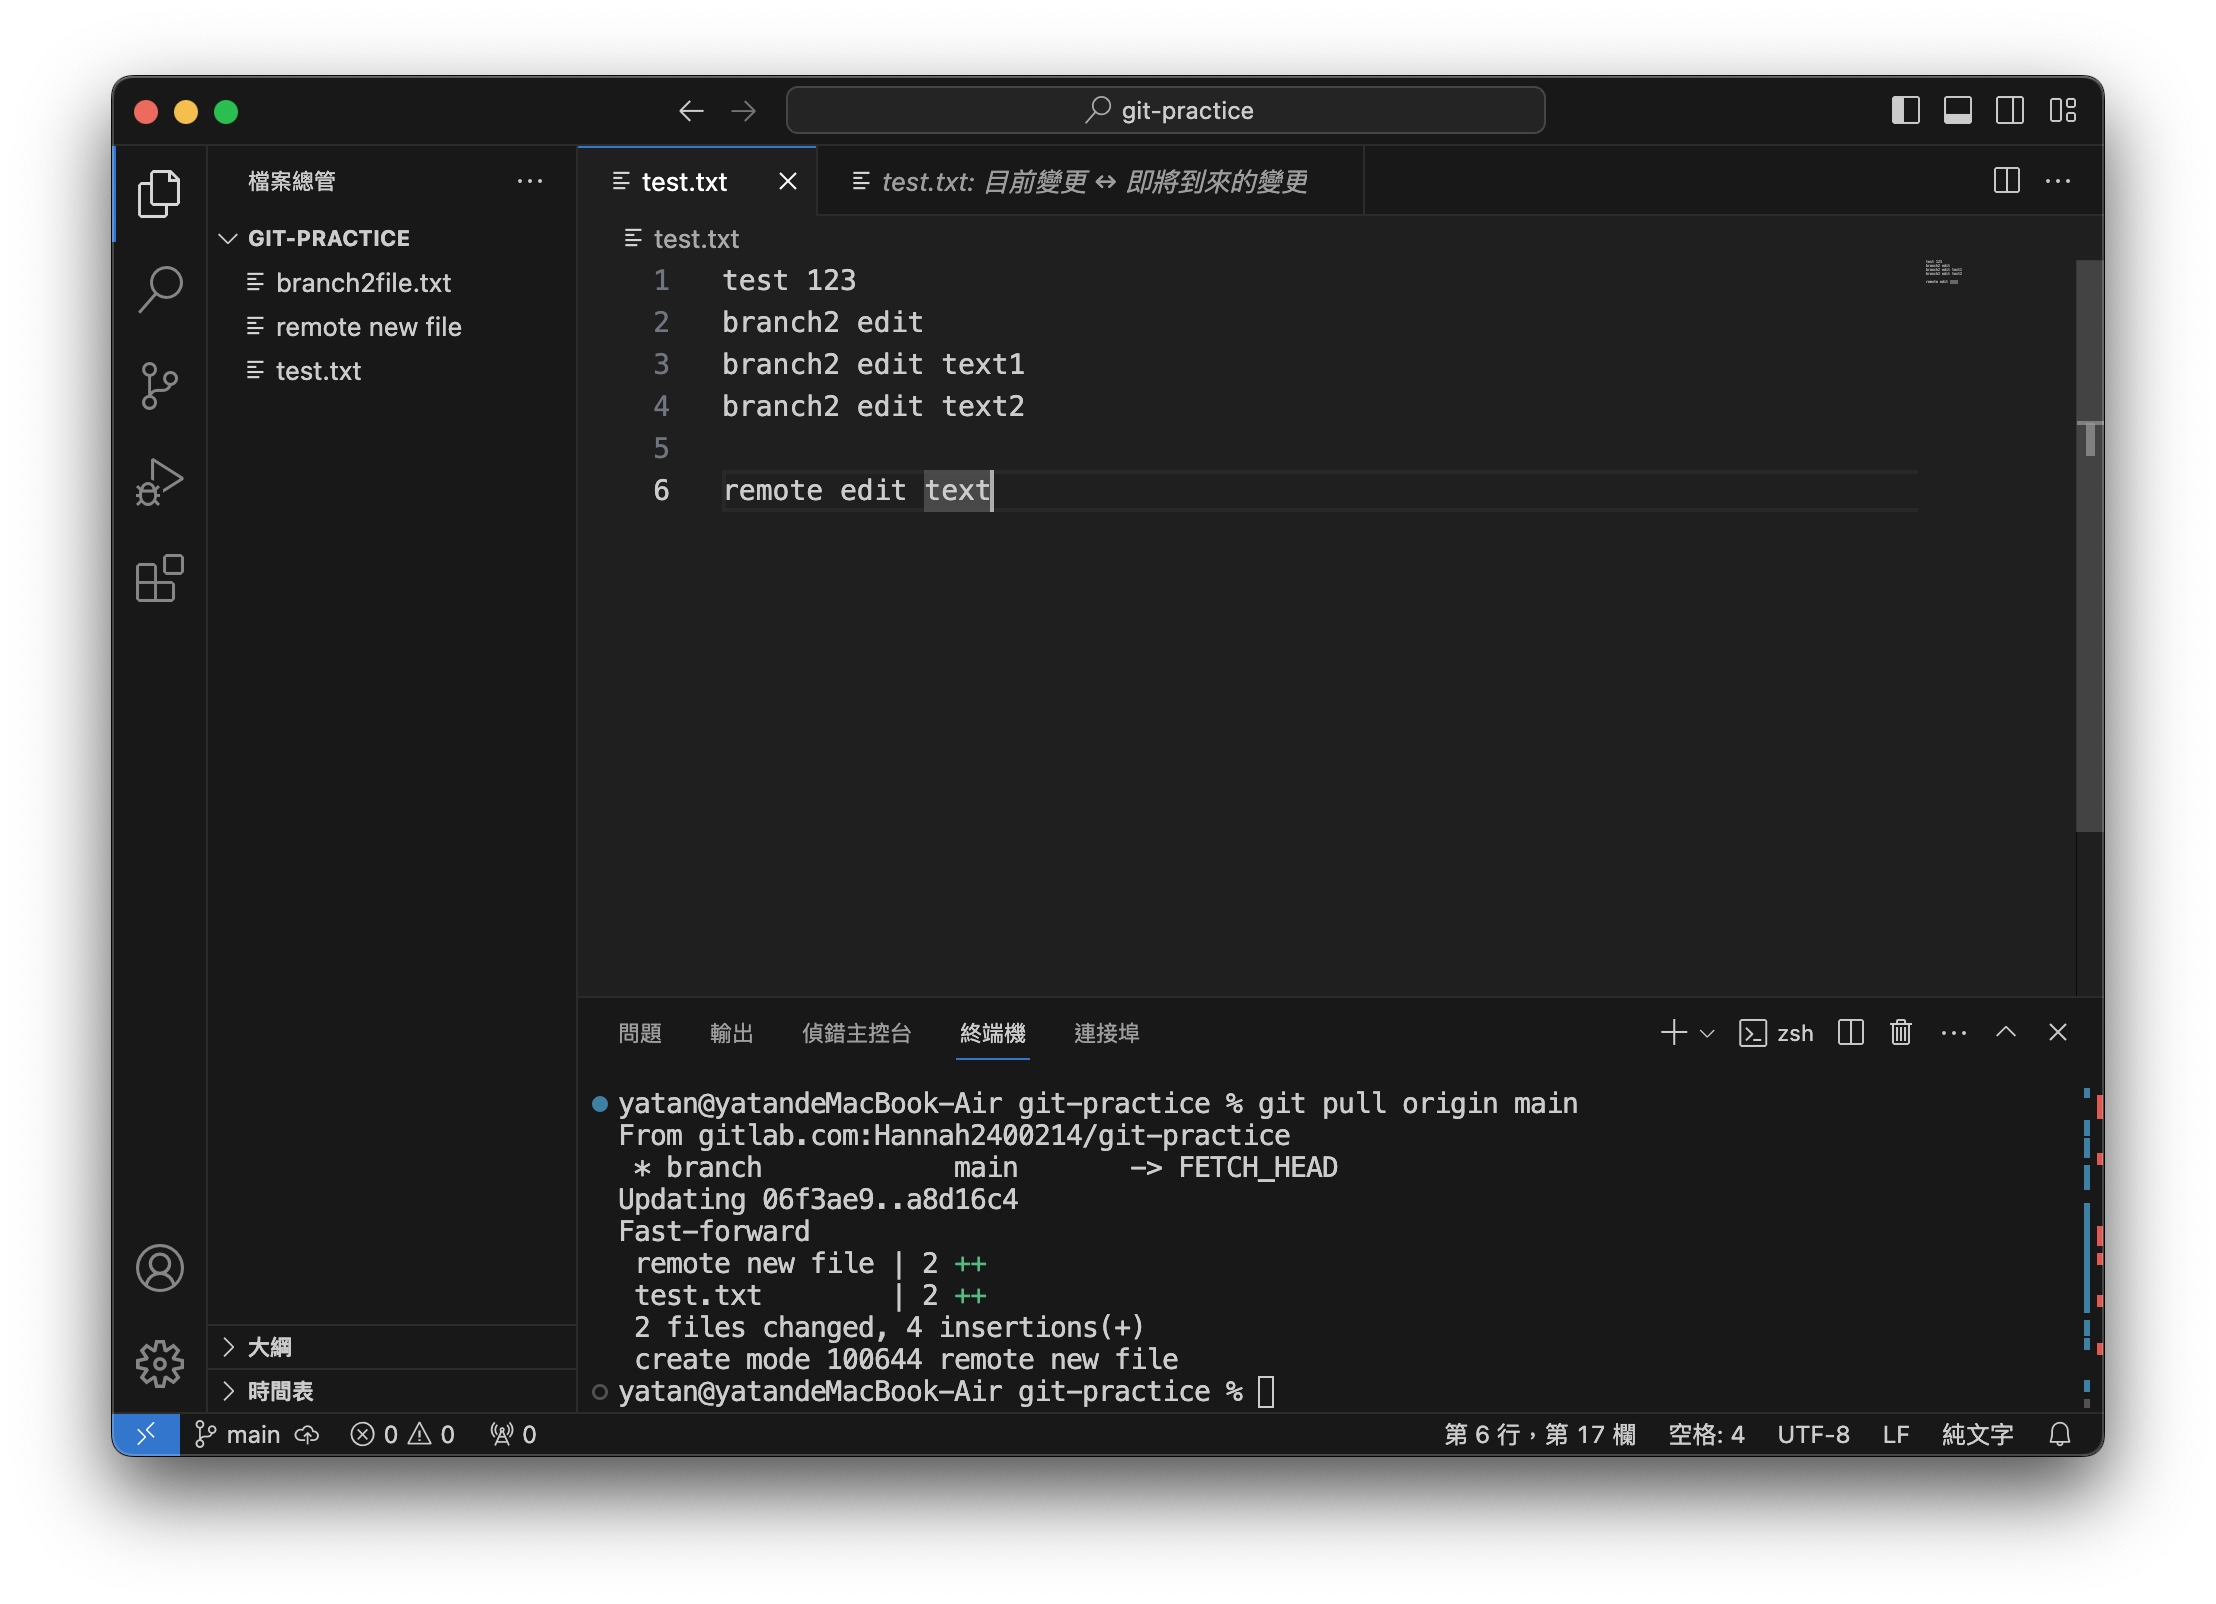 git-practice
檔案總管
GIT-PRACTICE
branch2file.txt
remote new file
test.txt
大綱
時間表
test.txt
test.txt: 目前變更 ↔ 即將到來的變更
test.txt
1 test 123
2 branch2 edit
3 branch2 edit text1
4 branch2 edit text2
5
6 remote edit text
問題 輸出 偵錯主控台 終端機 連接埠
zsh
yatan@yatandeMacBook-Air git-practice % git pull origin main
From gitlab.com:Hannah2400214/git-practice
* branch main -> FETCH_HEAD
Updating 06f3ae9..a8d16c4
Fast-forward
remote new file | 2 ++
test.txt | 2 ++
2 files changed, 4 insertions(+)
create mode 100644 remote new file
yatan@yatandeMacBook-Air git-practice %
main 0 0 0 第 6 行，第 17 欄 空格: 4 UTF-8 LF 純文字